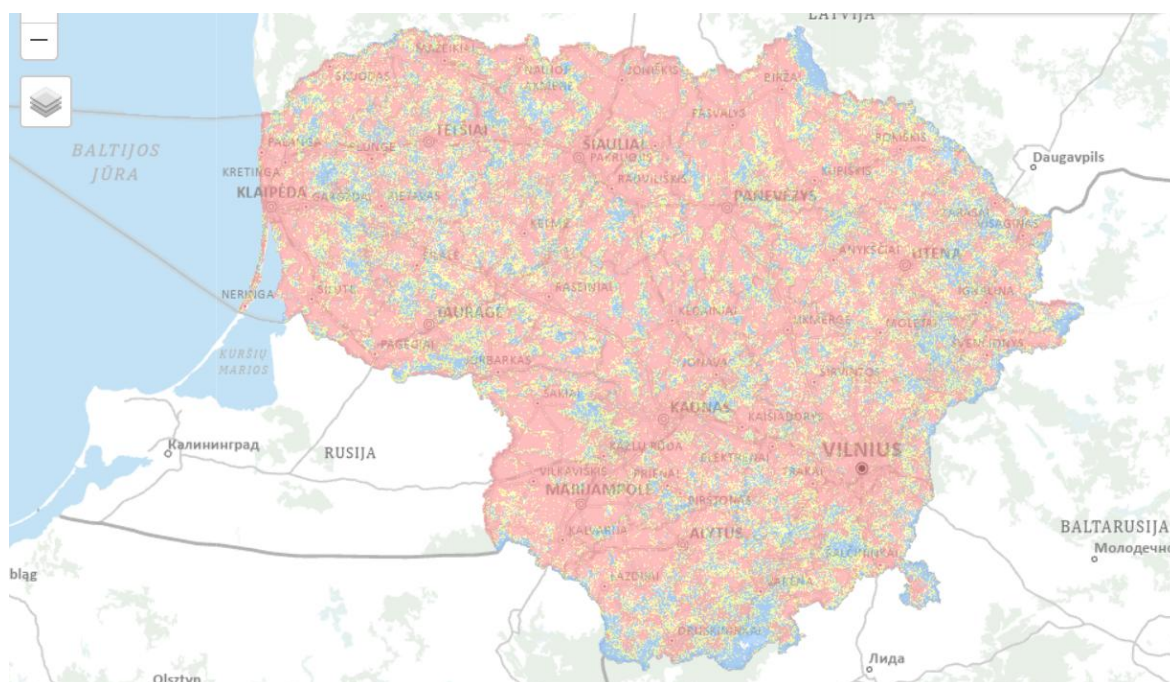 LATVIJA
MAŽEIKIAI
SKUODAS
NAUJOJI
AKMENĖ
JONIŠKIS
BIRŽAI
PASVALYS
TELŠIAI
ŠIAULIAI
PAKRUOJIS
ROKIŠKIS
PALANGA
PLUNGĖ
BALTIJOS
JŪRA
Daugavpils
KRETINGA
RADVILIŠKIS
KUPIŠKIS
KLAIPĖDA
GARGŽDAI
RIETAVAS
PANEVĖŽYS
ZARASAI
VISAGINAS
KELMĖ
ANYKŠČIAI
UTENA
ŠILALĖ
NERINGA
ŠILUTĖ
RASEINIAI
IGNALINA
TAURAGĖ
KĖDAINIAI
UKMERGĖ
MOLĖTAI
PAGĖGIAI
ŠVENČIONYS
KURŠIŲ
MARIOS
JURBARKAS
JONAVA
ŠIRVINTOS
ŠAKIAI
KAUNAS
KAIŠIADORYS
Калининград
RUSIJA
KAZLŲ RŪDA
ELEKTRĖNAI
VILNIUS
VILKAVIŠKIS
PRIENAI
TRAKAI
MARIJAMPOLĖ
BIRŠTONAS
KALVARIJA
ALYTUS
BALTARUSIJA
ŠALČININKAI
Молодечно
bląg
LAZDIJAI
VARĖNA
DRUSKININKAI
Лида
Olsztyn